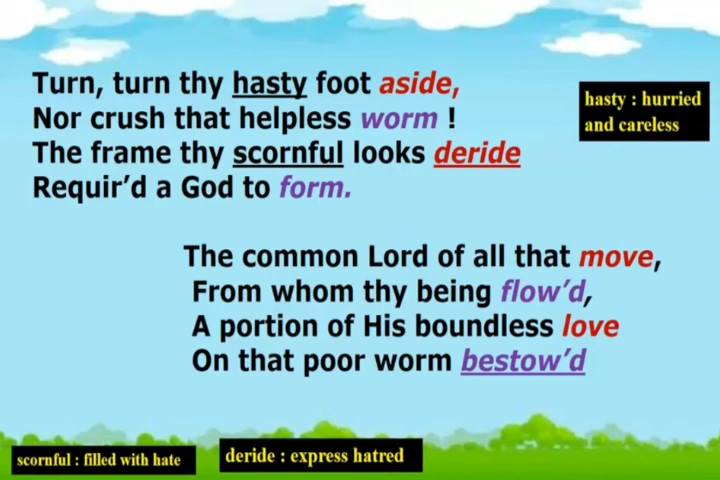 Turn, turn thy hasty foot aside,
Nor crush that helpless worm !
The frame thy scornful looks deride
Requir’d a God to form.
hasty : hurried
and careless
The common Lord of all that move,
From whom thy being flow’d,
A portion of His boundless love
On that poor worm bestow’d
scornful : filled with hate
deride : express hatred